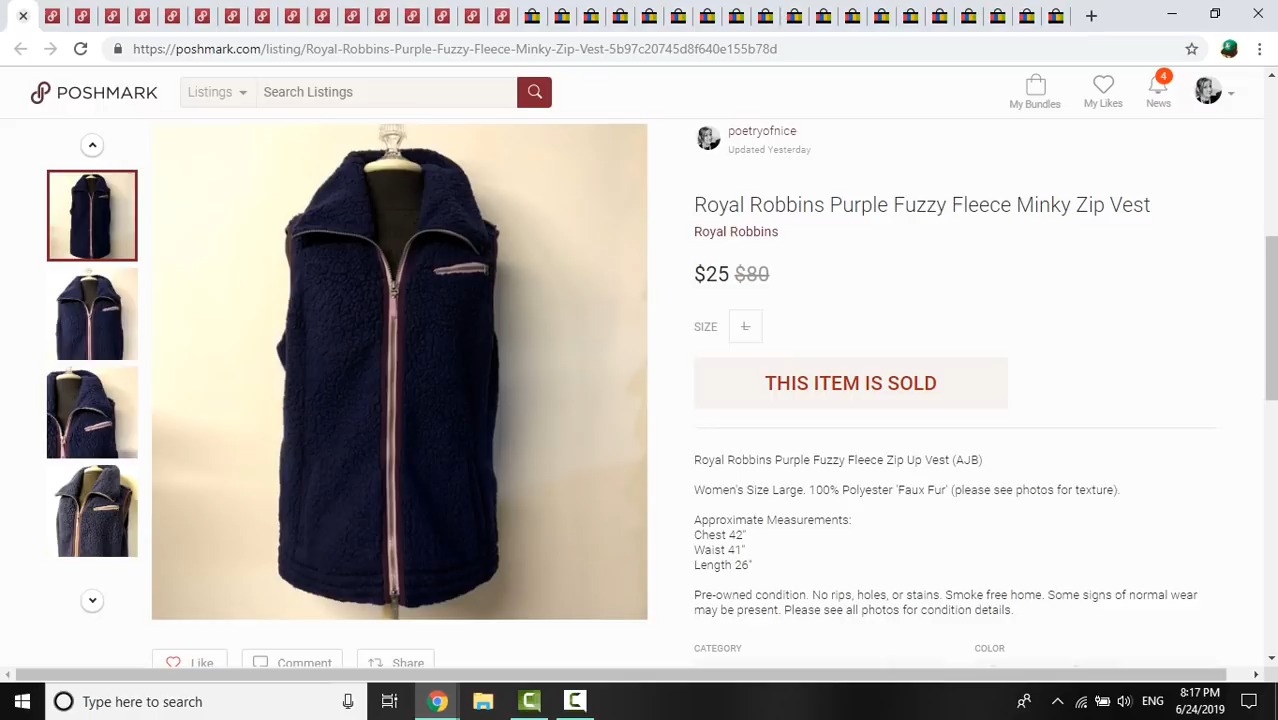 https://poshmark.com/listing/Royal-Robbins-Purple-Fuzzy-Fleece-Minky-Zip-Vest-5b97c20745d8f640e155b78d
POSHMARK
Listings
Search Listings
My Bundles
My Likes
4
News
poetryofnice
Updated Yesterday
Royal Robbins Purple Fuzzy Fleece Minky Zip Vest
Royal Robbins
$25 $80
SIZE L
THIS ITEM IS SOLD
Royal Robbins Purple Fuzzy Fleece Zip Up Vest (AJB)
Women's Size Large. 100% Polyester 'Faux Fur' (please see photos for texture).
Approximate Measurements:
Chest 42"
Waist 41"
Length 26"
Pre-owned condition. No rips, holes, or stains. Smoke free home. Some signs of normal wear
may be present. Please see all photos for condition details.
Like
Comment
Share
CATEGORY
COLOR
Type here to search
ENG
8:17 PM
6/24/2019